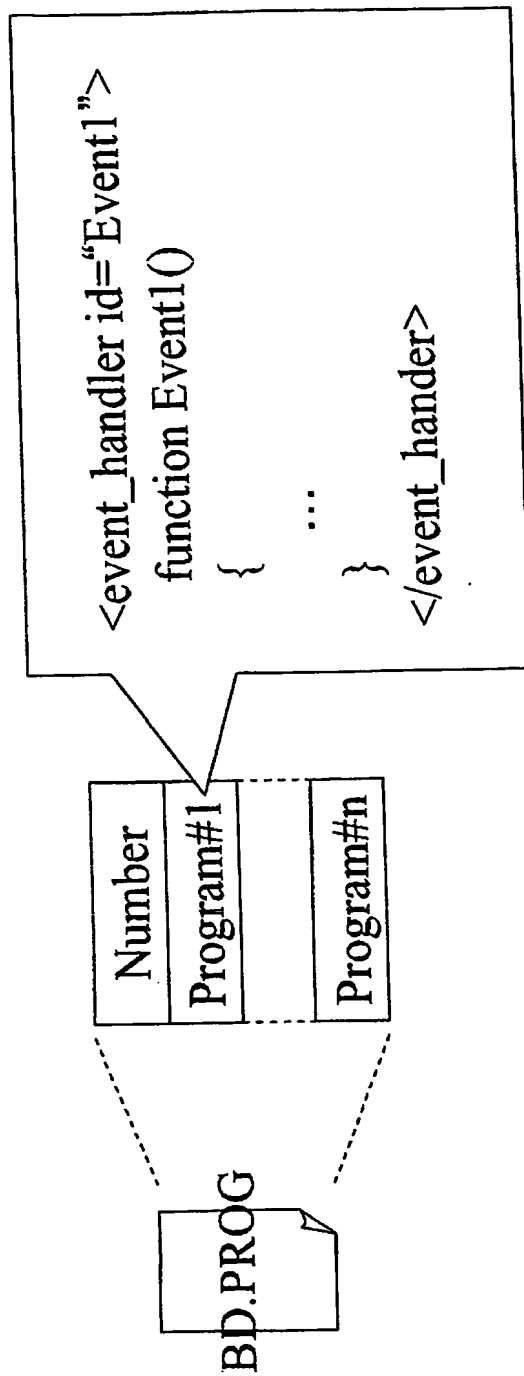 BD.PROG
Number
Program#1
Program#n
<event_handler id=“Event1”>
function Event1()
{
...
}
</event_hander>